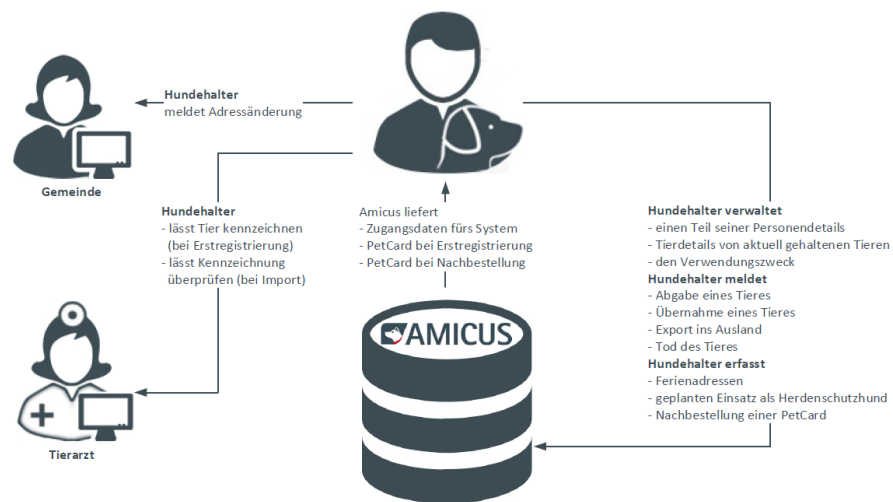 Hundehalter
meldet Adressänderung
Gemeinde
Hundehalter
- lässt Tier kennzeichnen
(bei Erstregistrierung)
- lässt Kennzeichnung
überprüfen (bei Import)
Tierarzt
Amicus liefert
- Zugangsdaten fürs System
- PetCard bei Erstregistrierung
- PetCard bei Nachbestellung
AMICUS
Hundehalter verwaltet
- einen Teil seiner Personendetails
- Tierdetails von aktuell gehaltenen Tieren
- den Verwendungszweck
Hundehalter meldet
- Abgabe eines Tieres
- Übernahme eines Tieres
- Export ins Ausland
- Tod des Tieres
Hundehalter erfasst
- Ferienadressen
- geplanten Einsatz als Herdenschutzhund
- Nachbestellung einer PetCard